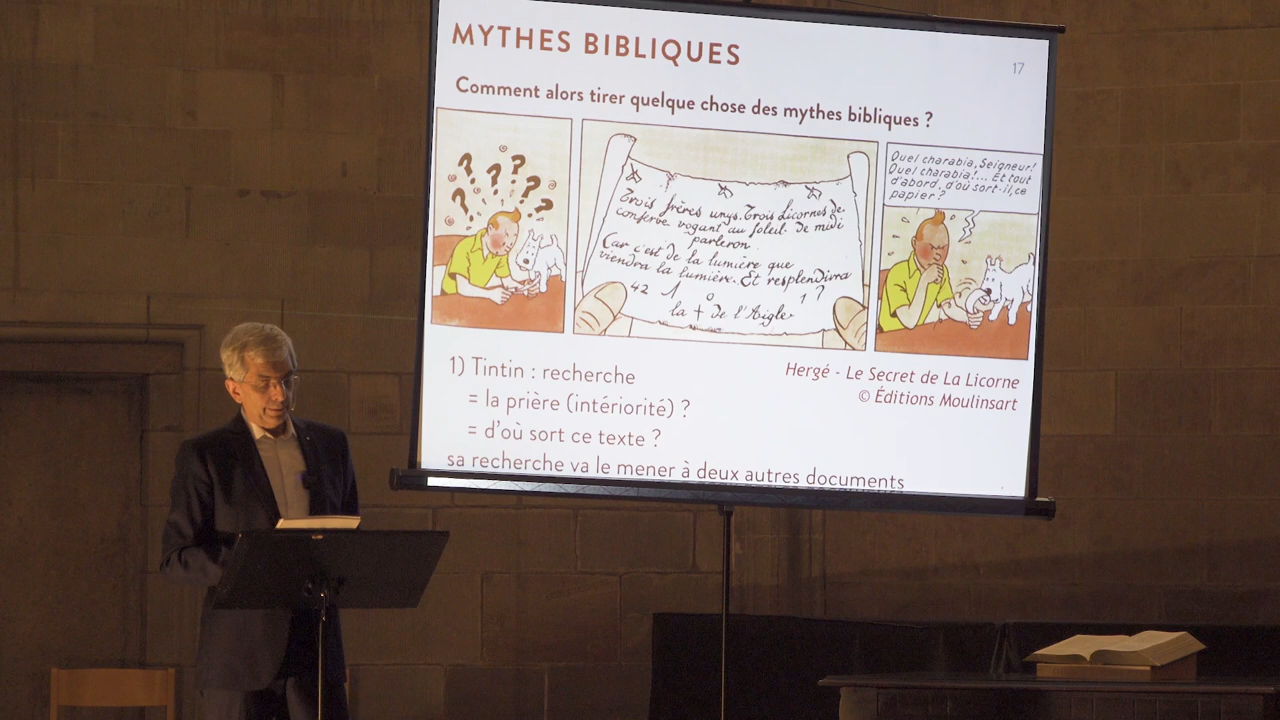 MYTHES BIBLIQUES
17
Comment alors tirer quelque chose des mythes bibliques ?
? ? ? ? ? ?
Trois frères unys. Trois Licornes de
conserve vogant au soleil de midi
parleron.
Car c'est de la lumière que
viendra la lumière. Et resplendira
la + de l'Aigle
Quel charabia, Seigneur!
Quel charabia!... Et tout
d'abord, d'où sort-il, ce
papier ?
1) Tintin : recherche
= la prière (intériorité) ?
= d'où sort ce texte ?
sa recherche va le mener à deux autres documents
Hergé - Le Secret de La Licorne
© Éditions Moulinsart